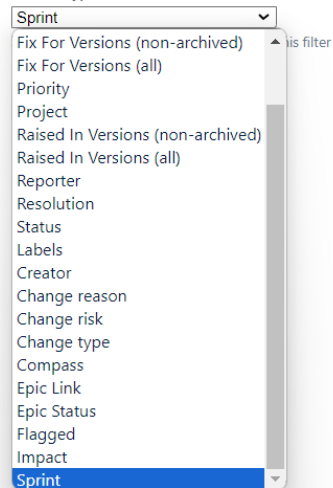 Sprint
Fix For Versions (non-archived)
his filter
Fix For Versions (all)
Priority
Project
Raised In Versions (non-archived)
Raised In Versions (all)
Reporter
Resolution
Status
Labels
Creator
Change reason
Change risk
Change type
Compass
Epic Link
Epic Status
Flagged
Impact
Sprint